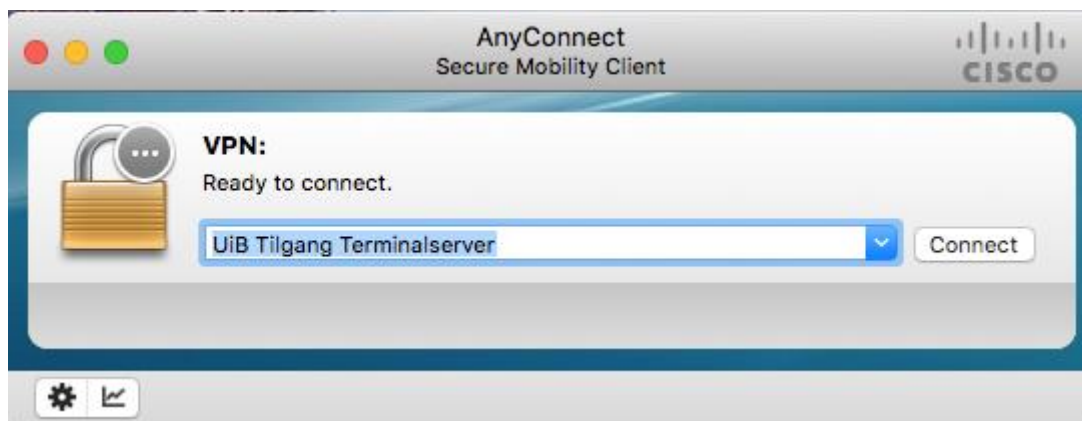 AnyConnect
Secure Mobility Client
CISCO
VPN:
Ready to connect.
UiB Tilgang Terminalserver
Connect